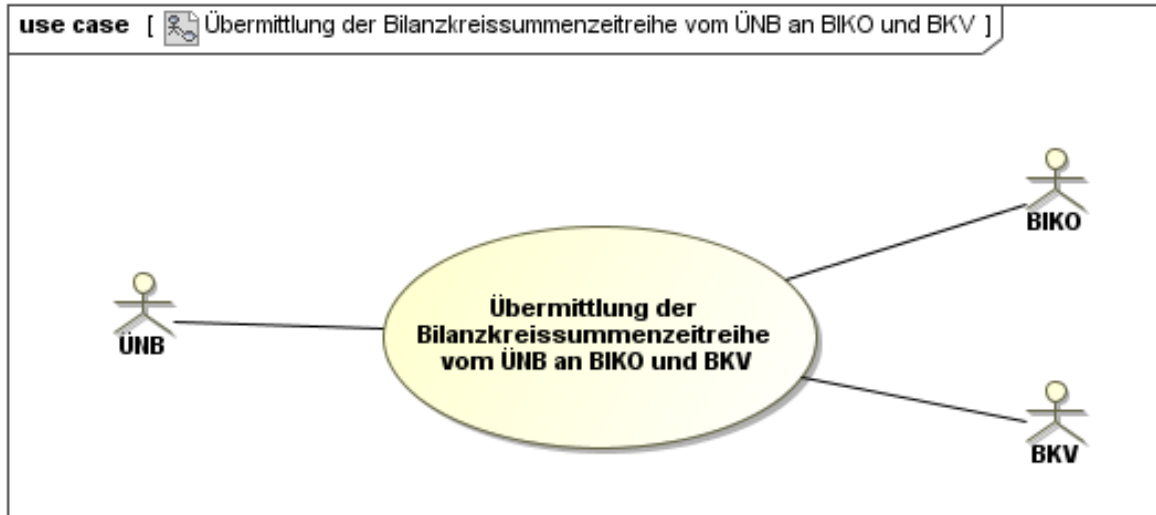 use case [ Übermittlung der Bilanzkreissummenzeitreihe vom ÜNB an BIKO und BKV ]
BIKO
ÜNB
Übermittlung der
Bilanzkreissummenzeitreihe
vom ÜNB an BIKO und BKV
BKV